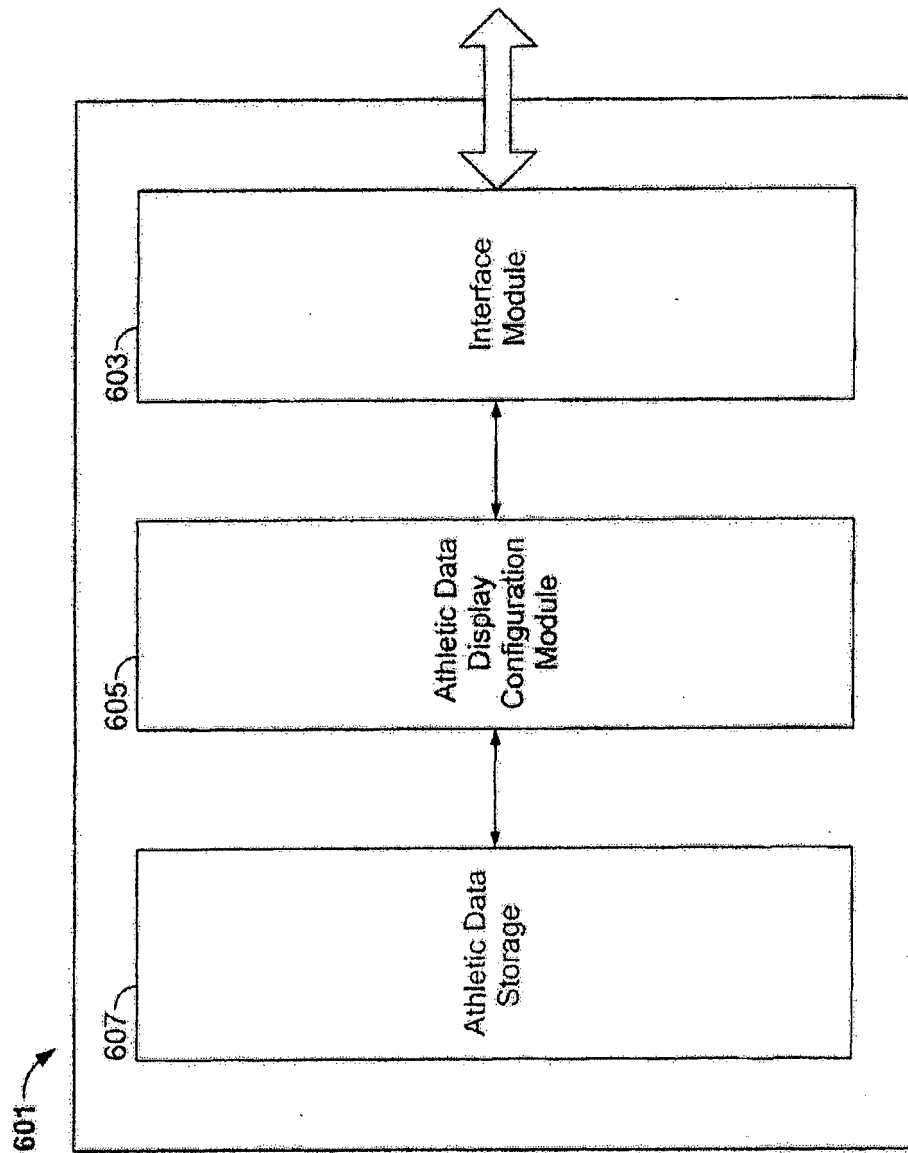 601
607
Athletic Data
Storage
605
Athletic Data
Display
Configuration
Module
603
Interface
Module